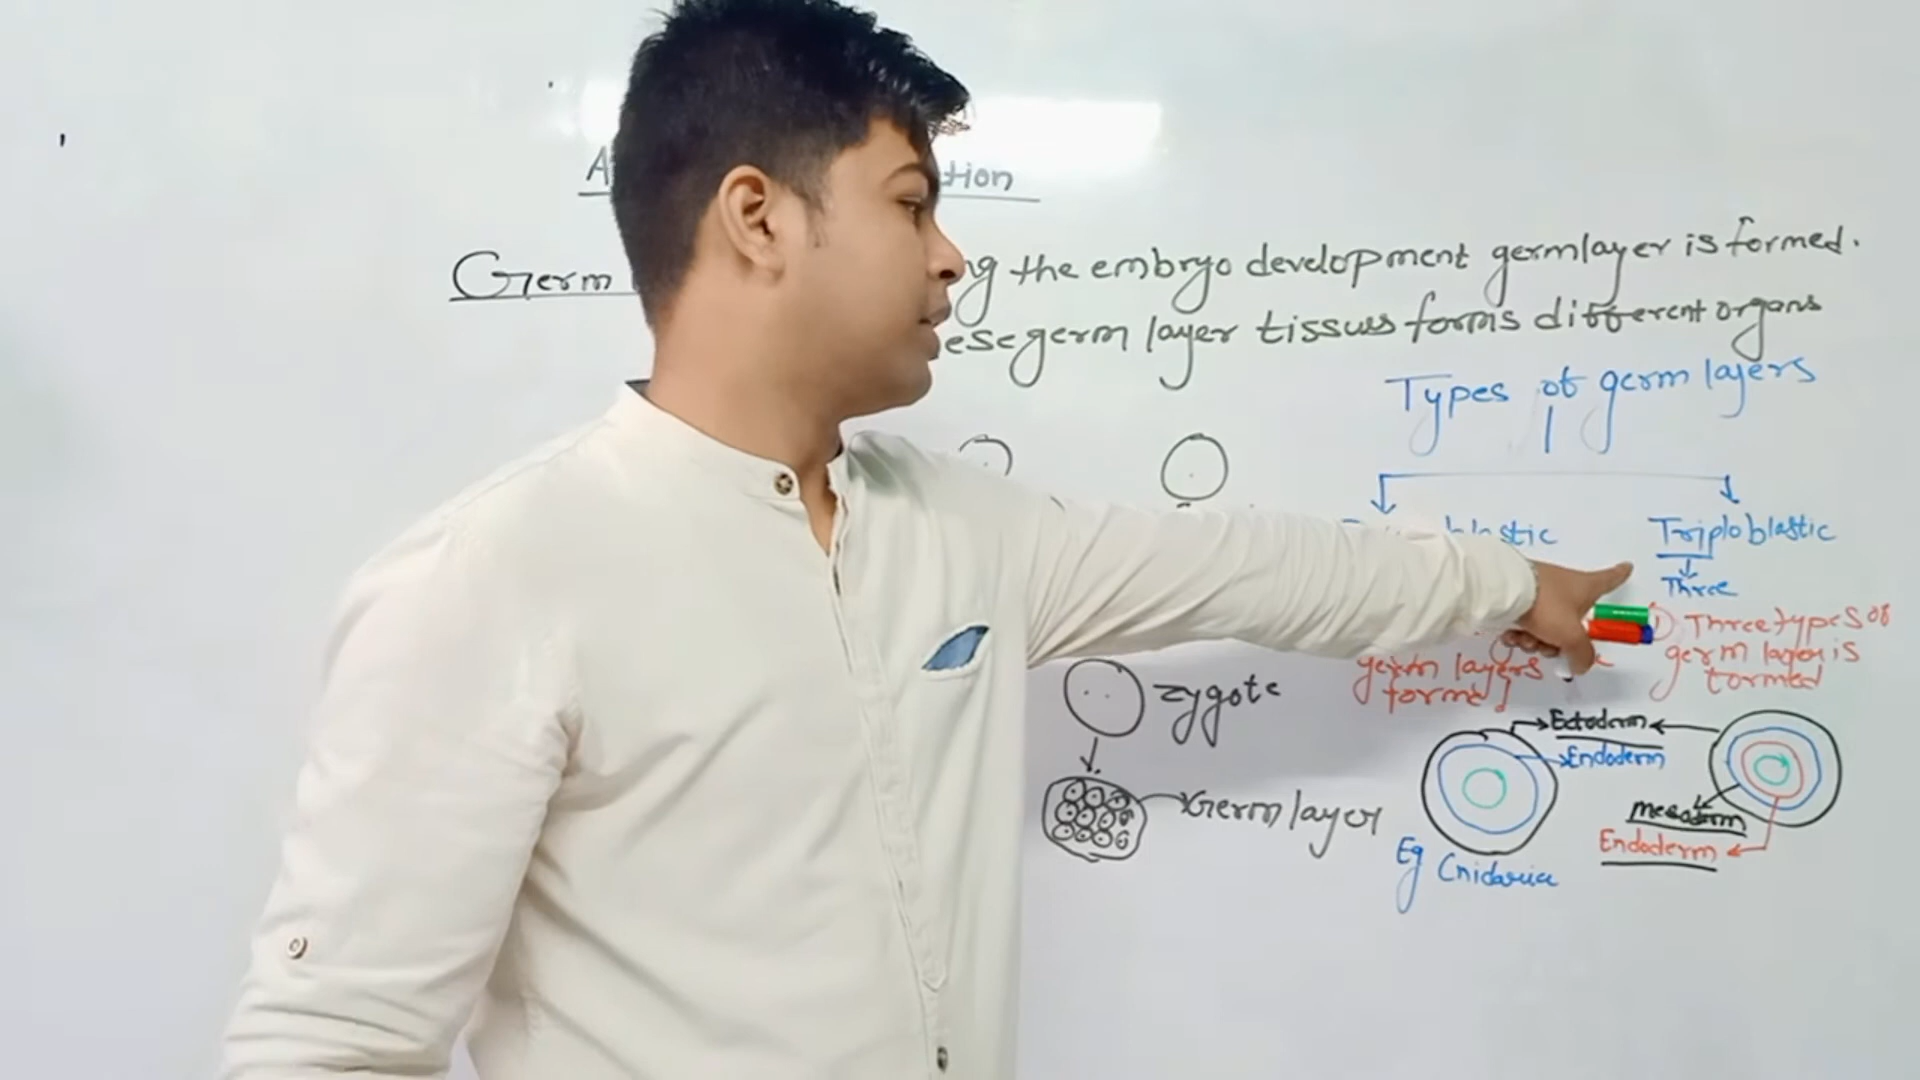 Germ
the embryo development germlayer is formed.
germ layer tissues forms different organs
Types of germ layers
Triploblastic
Three
1) Three types of
germ layer is
formed
germ layers
formed
zygote
Germ layer
Ectoderm
Endoderm
mesoderm
Endoderm
Eg Cnidaria